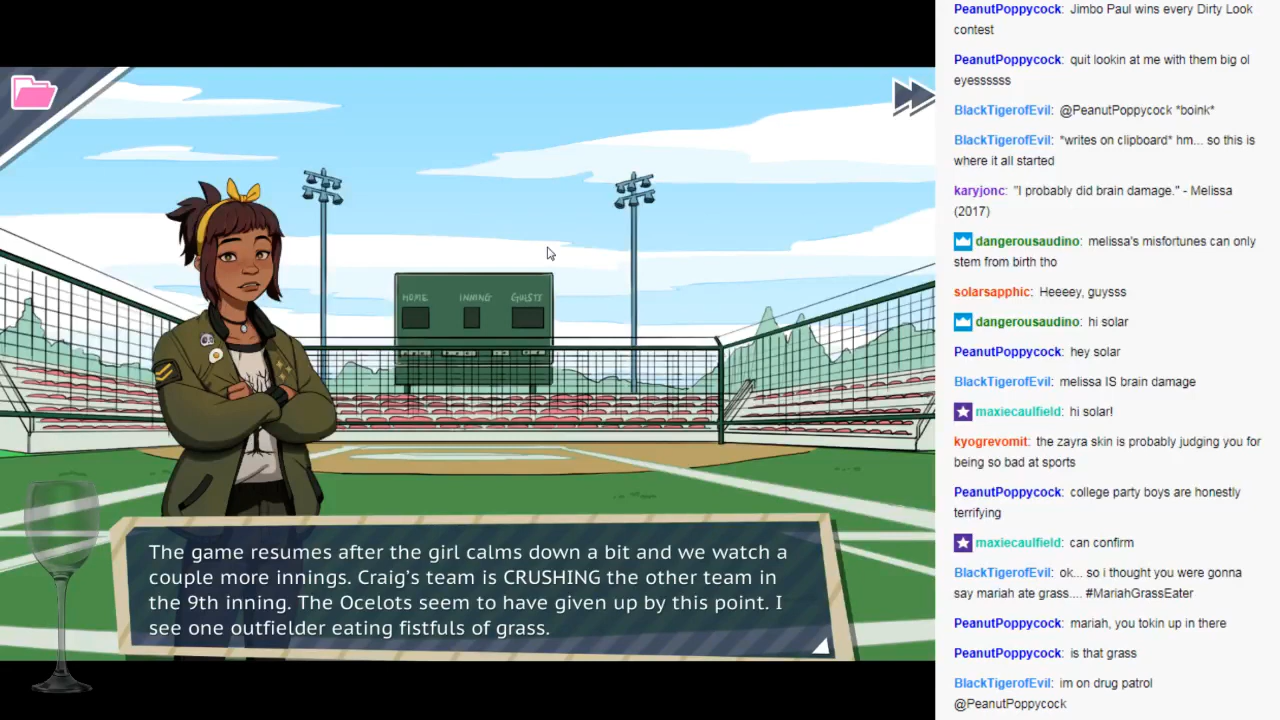 HOME INNING GUESTS
The game resumes after the girl calms down a bit and we watch a
couple more innings. Craig's team is CRUSHING the other team in
the 9th inning. The Ocelots seem to have given up by this point. I
see one outfielder eating fistfuls of grass.
PeanutPoppycock: Jimbo Paul wins every Dirty Look
contest
PeanutPoppycock: quit lookin at me with them big ol
eyessssss
BlackTigerofEvil: @PeanutPoppycock *boink*
BlackTigerofEvil: *writes on clipboard* hm... so this is
where it all started
karyjonc: "I probably did brain damage." - Melissa
(2017)
dangerousaudino: melissa's misfortunes can only
stem from birth tho
solarsapphic: Heeeey, guysss
dangerousaudino: hi solar
PeanutPoppycock: hey solar
BlackTigerofEvil: melissa IS brain damage
maxiecaulfield: hi solar!
kyogrevomit: the zayra skin is probably judging you for
being so bad at sports
PeanutPoppycock: college party boys are honestly
terrifying
maxiecaulfield: can confirm
BlackTigerofEvil: ok... so i thought you were gonna
say mariah ate grass.... #MariahGrassEater
PeanutPoppycock: mariah, you tokin up in there
PeanutPoppycock: is that grass
BlackTigerofEvil: im on drug patrol
@PeanutPoppycock